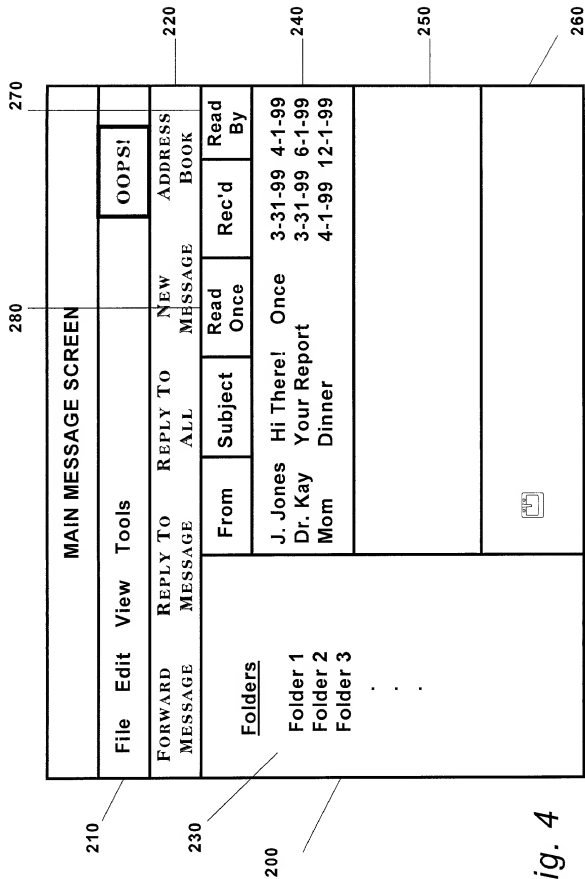 MAIN MESSAGE SCREEN
File Edit View Tools OOPS!
FORWARD MESSAGE REPLY TO MESSAGE REPLY TO ALL NEW MESSAGE ADDRESS BOOK
Folders
Folder 1
Folder 2
Folder 3
. . .
From Subject Read Once Rec'd Read By
J. Jones Hi There! Once 3-31-99 4-1-99
Dr. Kay Your Report 3-31-99 6-1-99
Mom Dinner 4-1-99 12-1-99
210
230
200
280
270
220
240
250
260
ig. 4